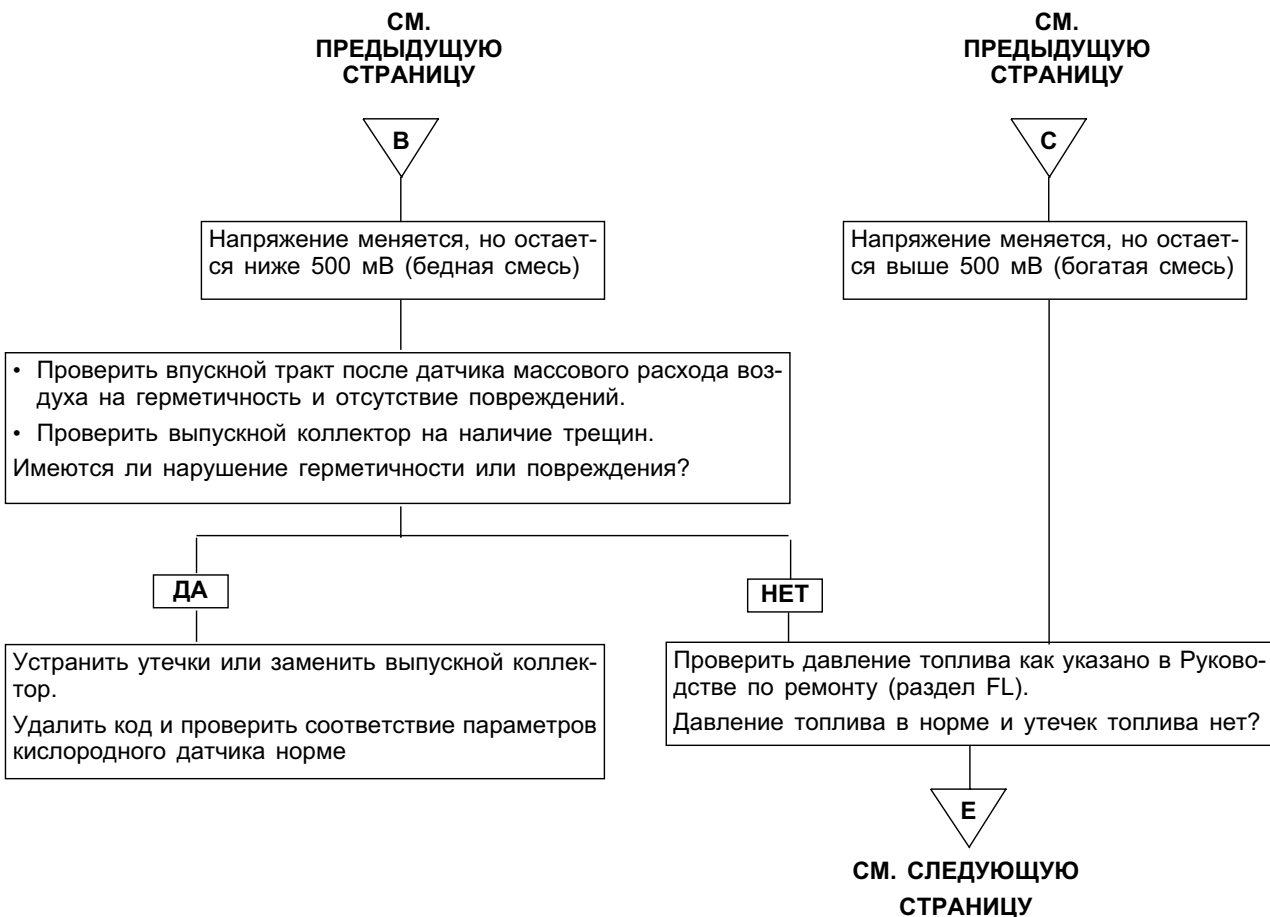 СМ.
ПРЕДЫДУЩУЮ
СТРАНИЦУ
B
Напряжение меняется, но остает-
ся ниже 500 мВ (бедная смесь)
СМ.
ПРЕДЫДУЩУЮ
СТРАНИЦУ
C
Напряжение меняется, но остает-
ся выше 500 мВ (богатая смесь)
• Проверить впускной тракт после датчика массового расхода воз-
духа на герметичность и отсутствие повреждений.
• Проверить выпускной коллектор на наличие трещин.
Имеются ли нарушение герметичности или повреждения?
ДА
НЕТ
Устранить утечки или заменить выпускной коллек-
тор.
Удалить код и проверить соответствие параметров
кислородного датчика норме
Проверить давление топлива как указано в Руково-
дстве по ремонту (раздел FL).
Давление топлива в норме и утечек топлива нет?
E
СМ. СЛЕДУЮЩУЮ
СТРАНИЦУ